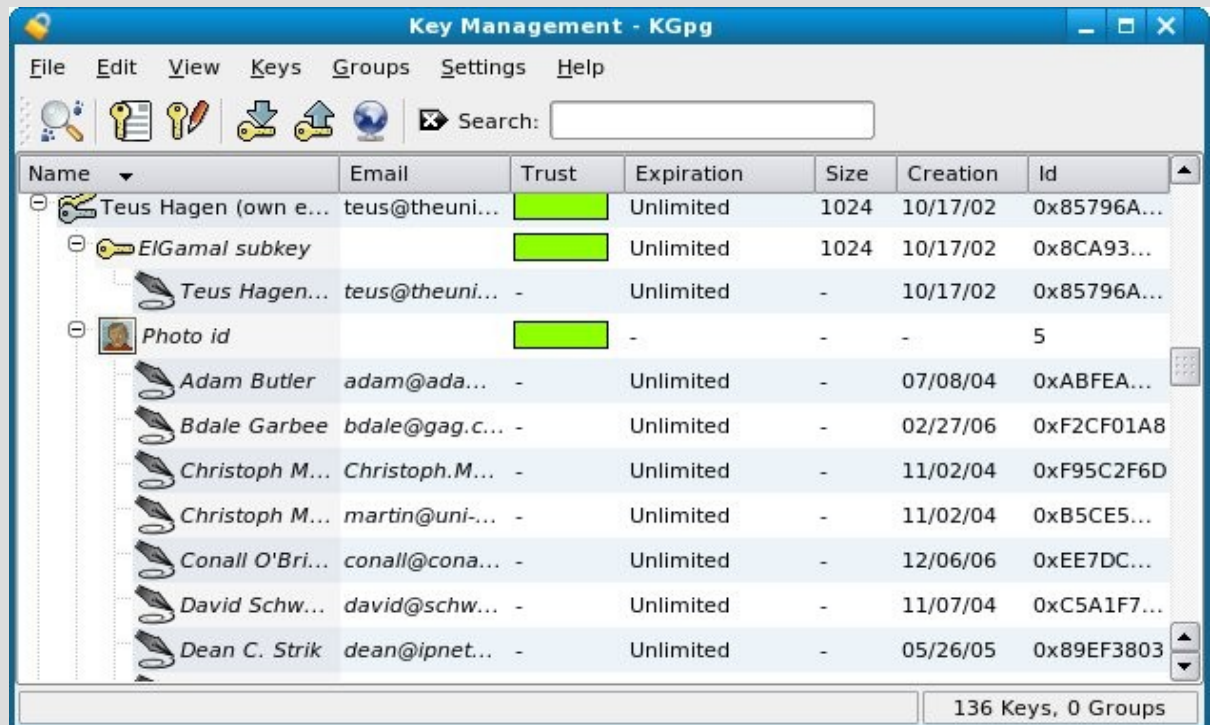 Key Management - KGpg
File Edit View Keys Groups Settings Help
Search:
Name Email Trust Expiration Size Creation Id
Teus Hagen (own e... teus@theuni... Unlimited 1024 10/17/02 0x85796A...
ElGamal subkey Unlimited 1024 10/17/02 0x8CA93...
Teus Hagen... teus@theuni... - Unlimited - 10/17/02 0x85796A...
Photo id - - - 5
Adam Butler adam@ada... - Unlimited - 07/08/04 0xABFEA...
Bdale Garbee bdale@gag.c... - Unlimited - 02/27/06 0xF2CF01A8
Christoph M... Christoph.M... - Unlimited - 11/02/04 0xF95C2F6D
Christoph M... martin@uni-... - Unlimited - 11/02/04 0xB5CE5...
Conall O'Bri... conall@cona... - Unlimited - 12/06/06 0xEE7DC...
David Schw... david@schw... - Unlimited - 11/07/04 0xC5A1F7...
Dean C. Strik dean@ipnet... - Unlimited - 05/26/05 0x89EF3803
136 Keys, 0 Groups